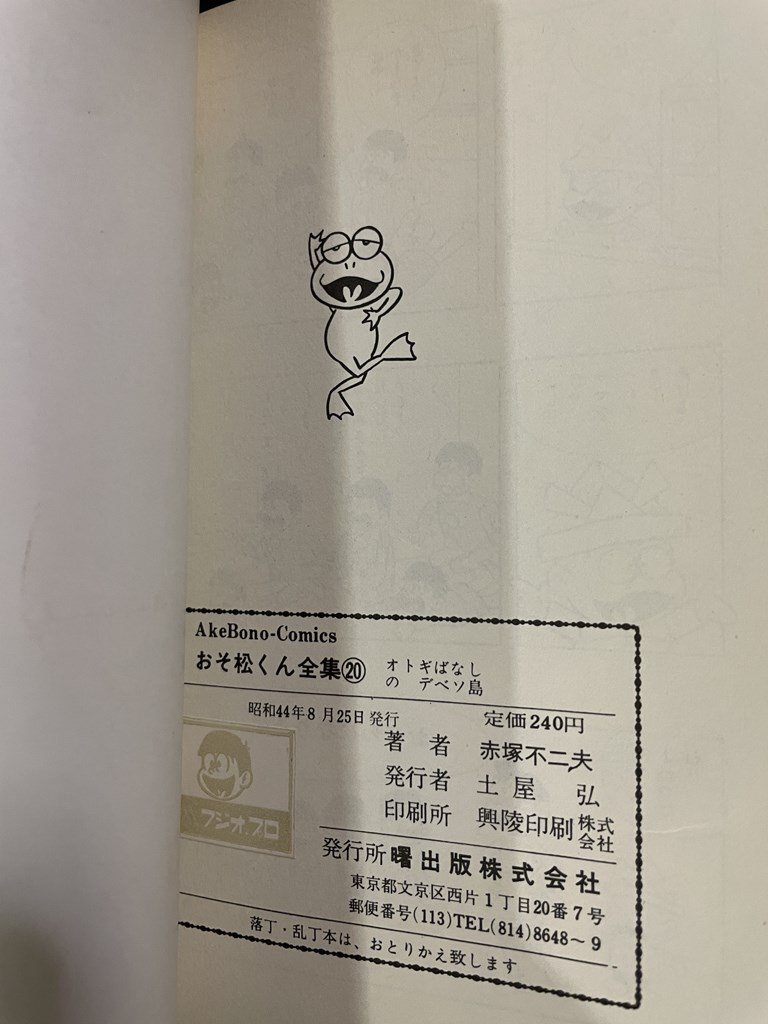 AkeBono-Comics
おそ松くん全集⑳ オトギばなし
の デベソ島
昭和44年8月25日発行 定価240円
著者 赤塚不二夫
発行者 土屋 弘
印刷所 興陵印刷株式会社
フジオ・プロ
発行所 曙出版株式会社
東京都文京区西片1丁目20番7号
郵便番号(113)TEL(814)8648〜9
落丁・乱丁本は、おとりかえ致します